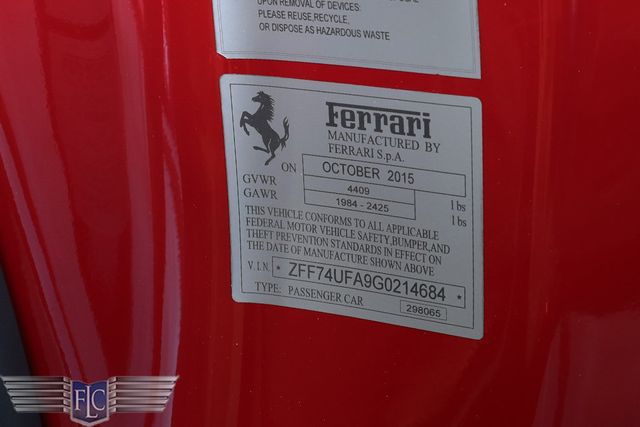 UPON REMOVAL OF DEVICES:
PLEASE REUSE,RECYCLE,
OR DISPOSE AS HAZARDOUS WASTE
Ferrari
MANUFACTURED BY
FERRARI S.p.A.
ON OCTOBER 2015
GVWR 4409 lbs
GAWR 1984 - 2425 lbs
THIS VEHICLE CONFORMS TO ALL APPLICABLE
FEDERAL MOTOR VEHICLE SAFETY,BUMPER,AND
THEFT PREVENTION STANDARDS IN EFFECT ON
THE DATE OF MANUFACTURE SHOWN ABOVE
V.I.N. * ZFF74UFA9G0214684 *
TYPE: PASSENGER CAR 298065
FLC